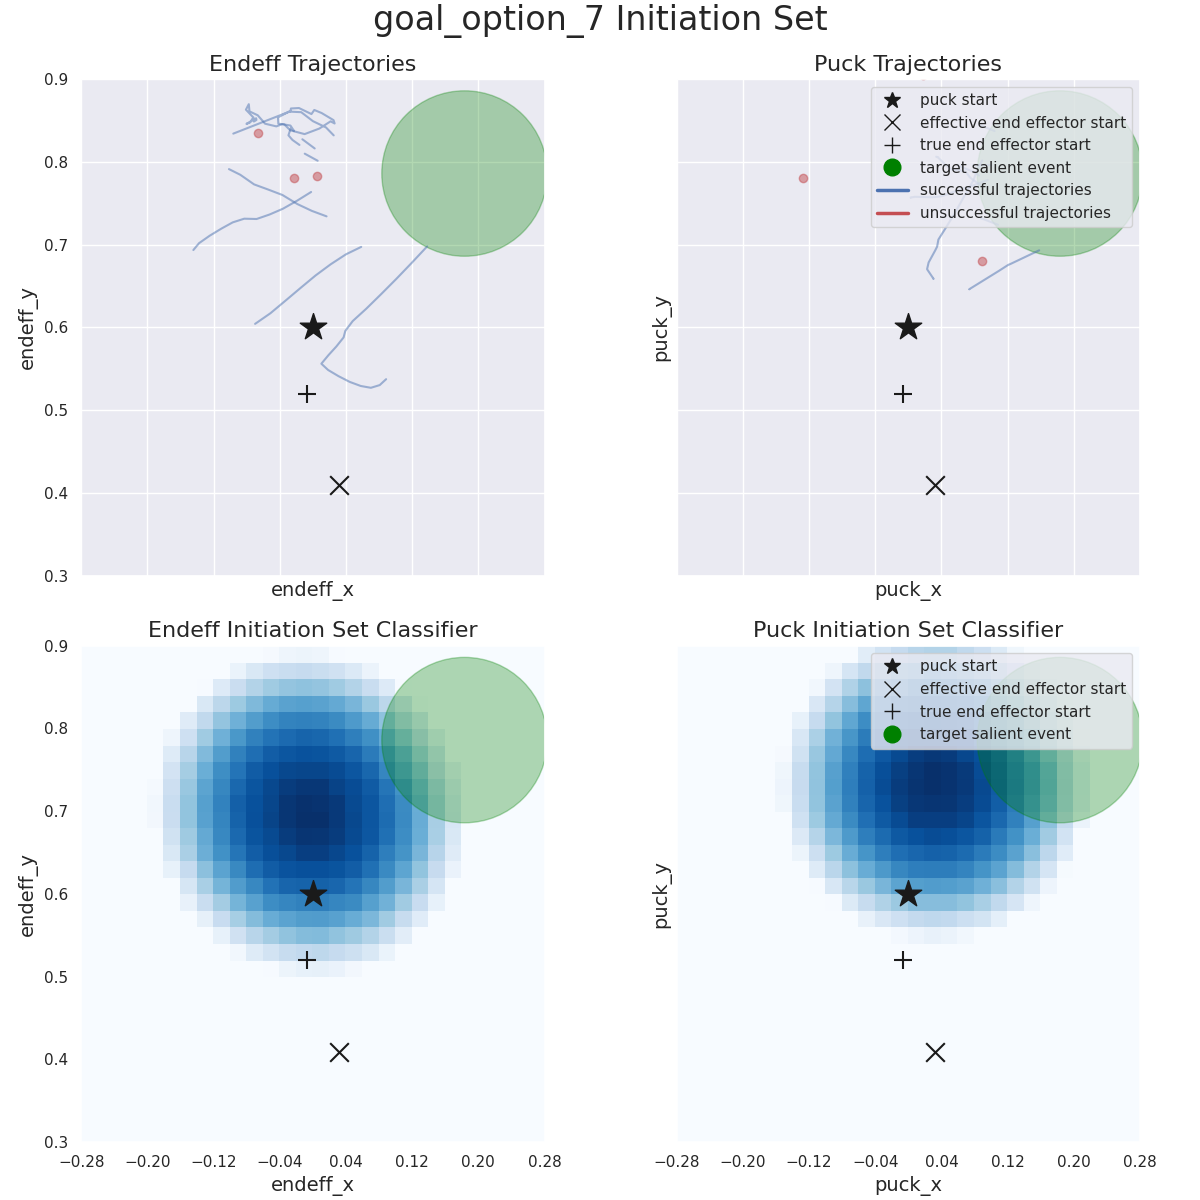 goal_option_7 Initiation Set
Endeff Trajectories
0.9
0.8
0.7
0.6
0.5
0.4
0.3
endeff_y
endeff_x
Puck Trajectories
puck start
effective end effector start
true end effector start
target salient event
successful trajectories
unsuccessful trajectories
puck_y
puck_x
Endeff Initiation Set Classifier
0.9
0.8
0.7
0.6
0.5
0.4
0.3
endeff_y
−0.28 −0.20 −0.12 −0.04 0.04 0.12 0.20 0.28
endeff_x
Puck Initiation Set Classifier
puck start
effective end effector start
true end effector start
target salient event
puck_y
−0.28 −0.20 −0.12 −0.04 0.04 0.12 0.20 0.28
puck_x